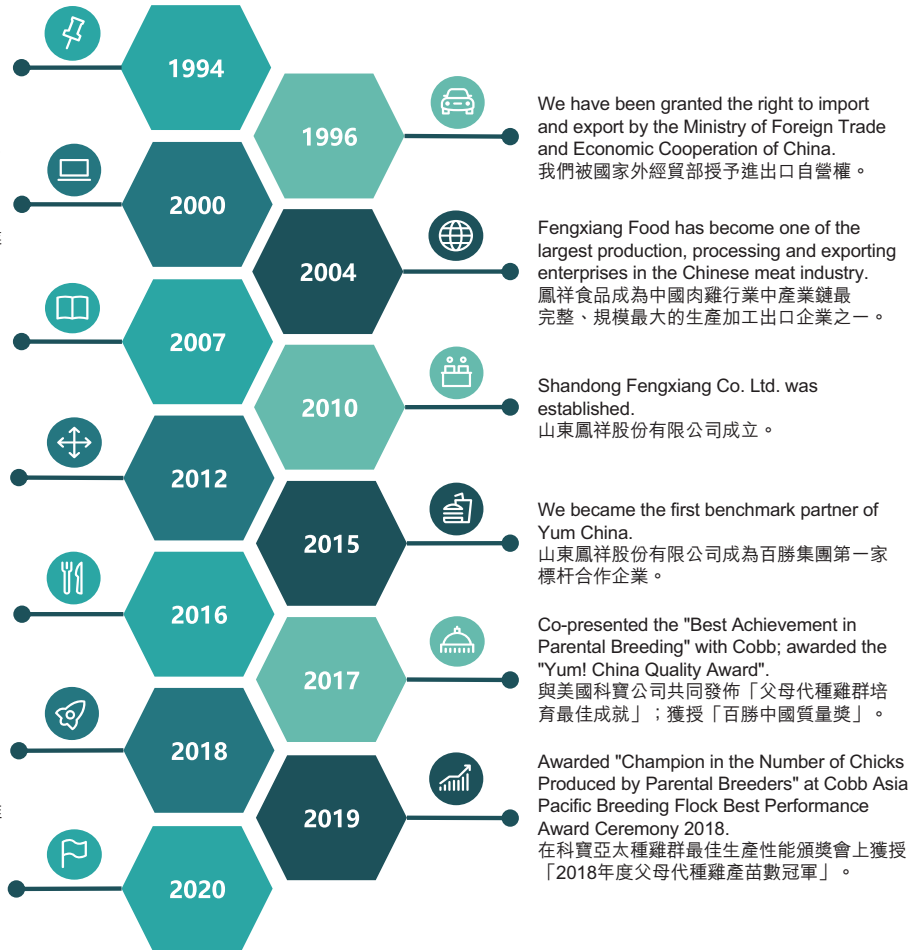 1994
1996
We have been granted the right to import
and export by the Ministry of Foreign Trade
and Economic Cooperation of China.
我們被國家外經貿部授予進出口自營權。
2000
2004
Fengxiang Food has become one of the
largest production, processing and exporting
enterprises in the Chinese meat industry.
鳳祥食品成為中國肉雞行業中產業鏈最
完整、規模最大的生產加工出口企業之一。
2007
2010
Shandong Fengxiang Co. Ltd. was
established.
山東鳳祥股份有限公司成立。
2012
2015
We became the first benchmark partner of
Yum China.
山東鳳祥股份有限公司成為百勝集團第一家
標杆合作企業。
2016
2017
Co-presented the "Best Achievement in
Parental Breeding" with Cobb; awarded the
"Yum! China Quality Award".
與美國科寶公司共同發佈「父母代種雞群培
育最佳成就」；獲授「百勝中國質量獎」。
2018
2019
Awarded "Champion in the Number of Chicks
Produced by Parental Breeders" at Cobb Asia
Pacific Breeding Flock Best Performance
Award Ceremony 2018.
在科寶亞太種雞群最佳生產性能頒獎會上獲授
「2018年度父母代種雞產苗數冠軍」。
2020